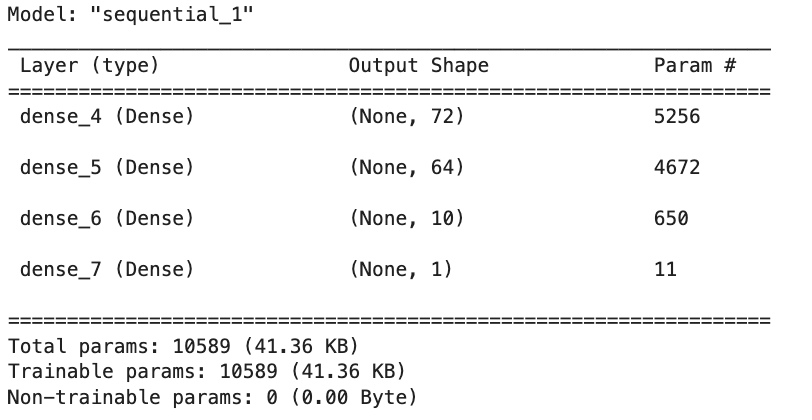 Model: "sequential_1"
_________________________________________________________________
Layer (type) Output Shape Param #
=================================================================
dense_4 (Dense) (None, 72) 5256
dense_5 (Dense) (None, 64) 4672
dense_6 (Dense) (None, 10) 650
dense_7 (Dense) (None, 1) 11
=================================================================
Total params: 10589 (41.36 KB)
Trainable params: 10589 (41.36 KB)
Non-trainable params: 0 (0.00 Byte)